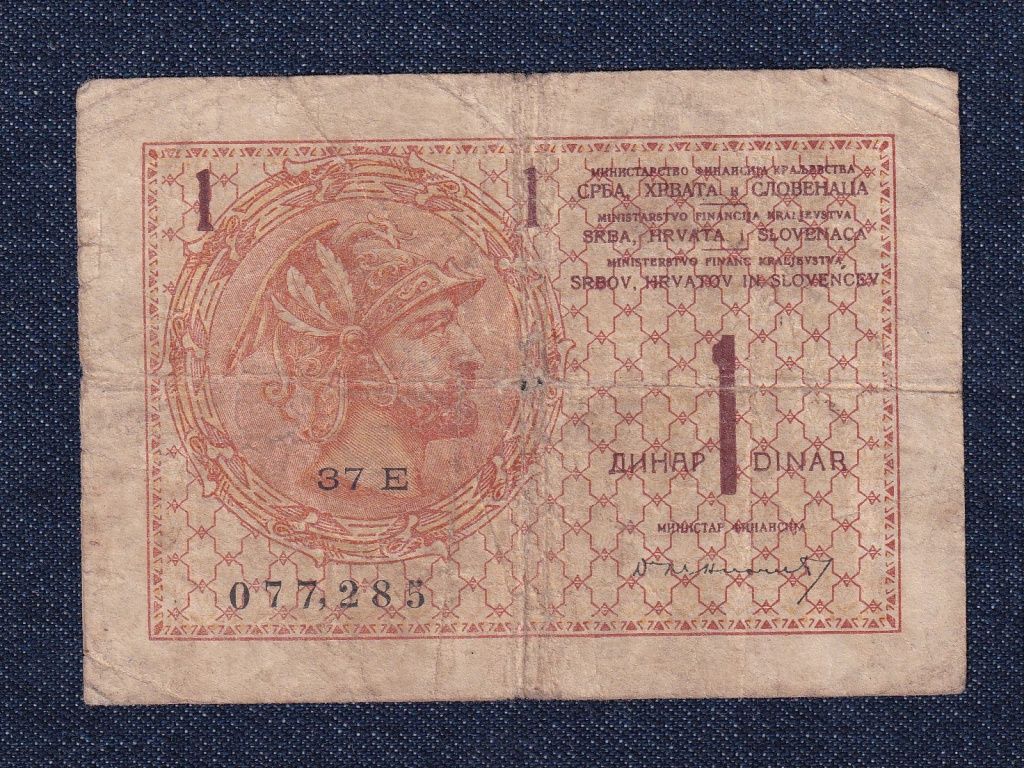 1
1
МИНИСТАРСТВО ФИНАНСИЈА КРАЉЕВСТВА
СРБА, ХРВАТА и СЛОВЕНАЦА
MINISTARSTVO FINANCIJA KRALJEVSTVA
SRBA, HRVATA i SLOVENACA
MINISTERSTVO FINANC KRALJEVSTVA
SRBOV, HRVATOV IN SLOVENCEV
ДИНАР 1 DINAR
37 E
МИНИСТАР ФИНАНСИЈА
077,285